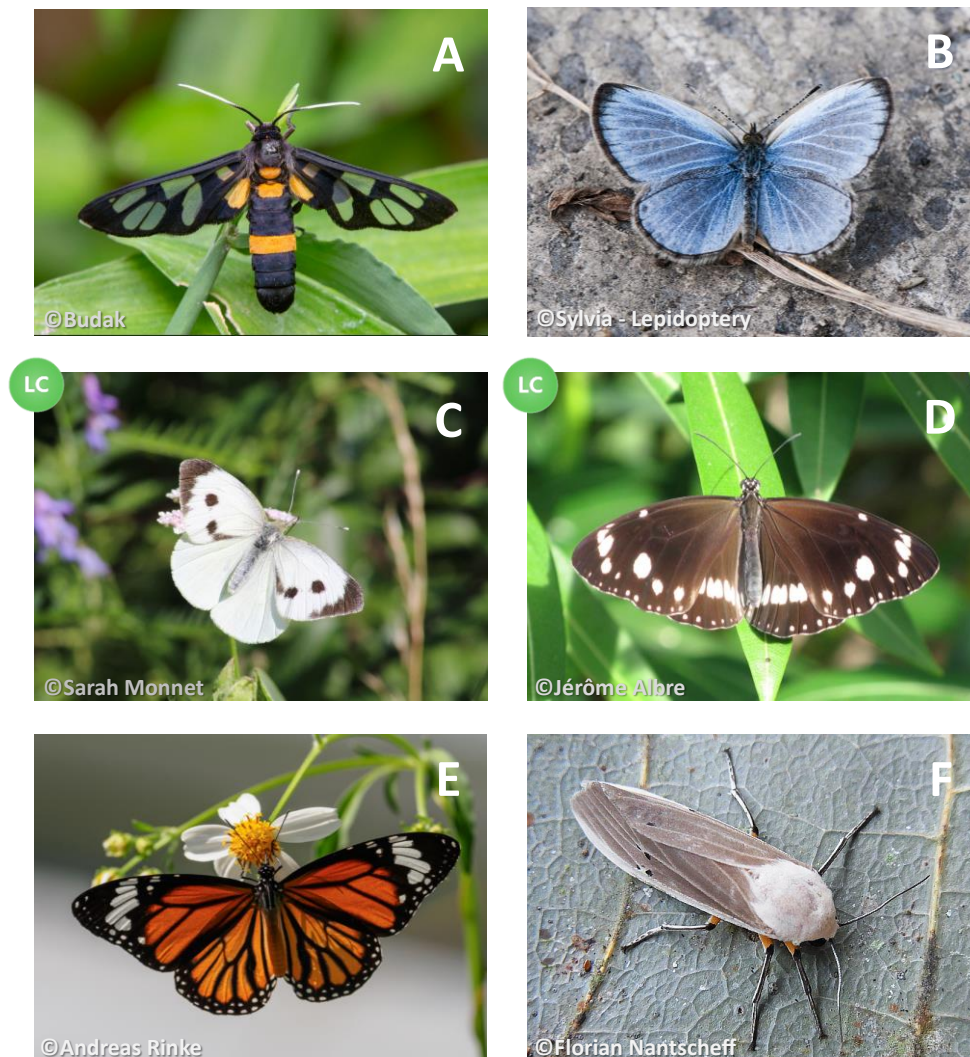 A
B
©Budak
©Sylvia - Lepidoptery
LC
LC
C
D
©Sarah Monnet
©Jérôme Albre
E
F
©Andreas Rinke
©Florian Nantscheff